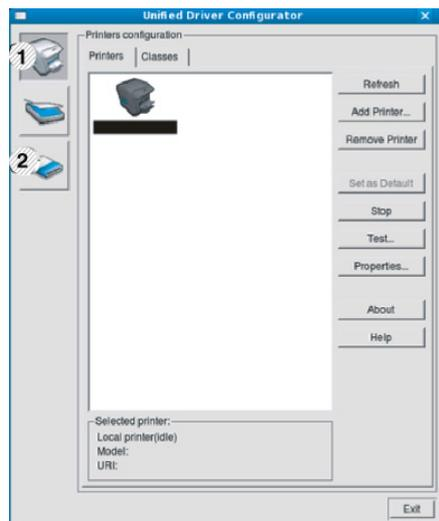 Unified Driver Configurator
Printers configuration
1
Printers
Classes
Refresh
Add Printer...
Remove Printer
2
Set as Default
Stop
Test...
Properties...
About
Help
Selected printer:
Local printer(idle)
Model:
URI:
Exit